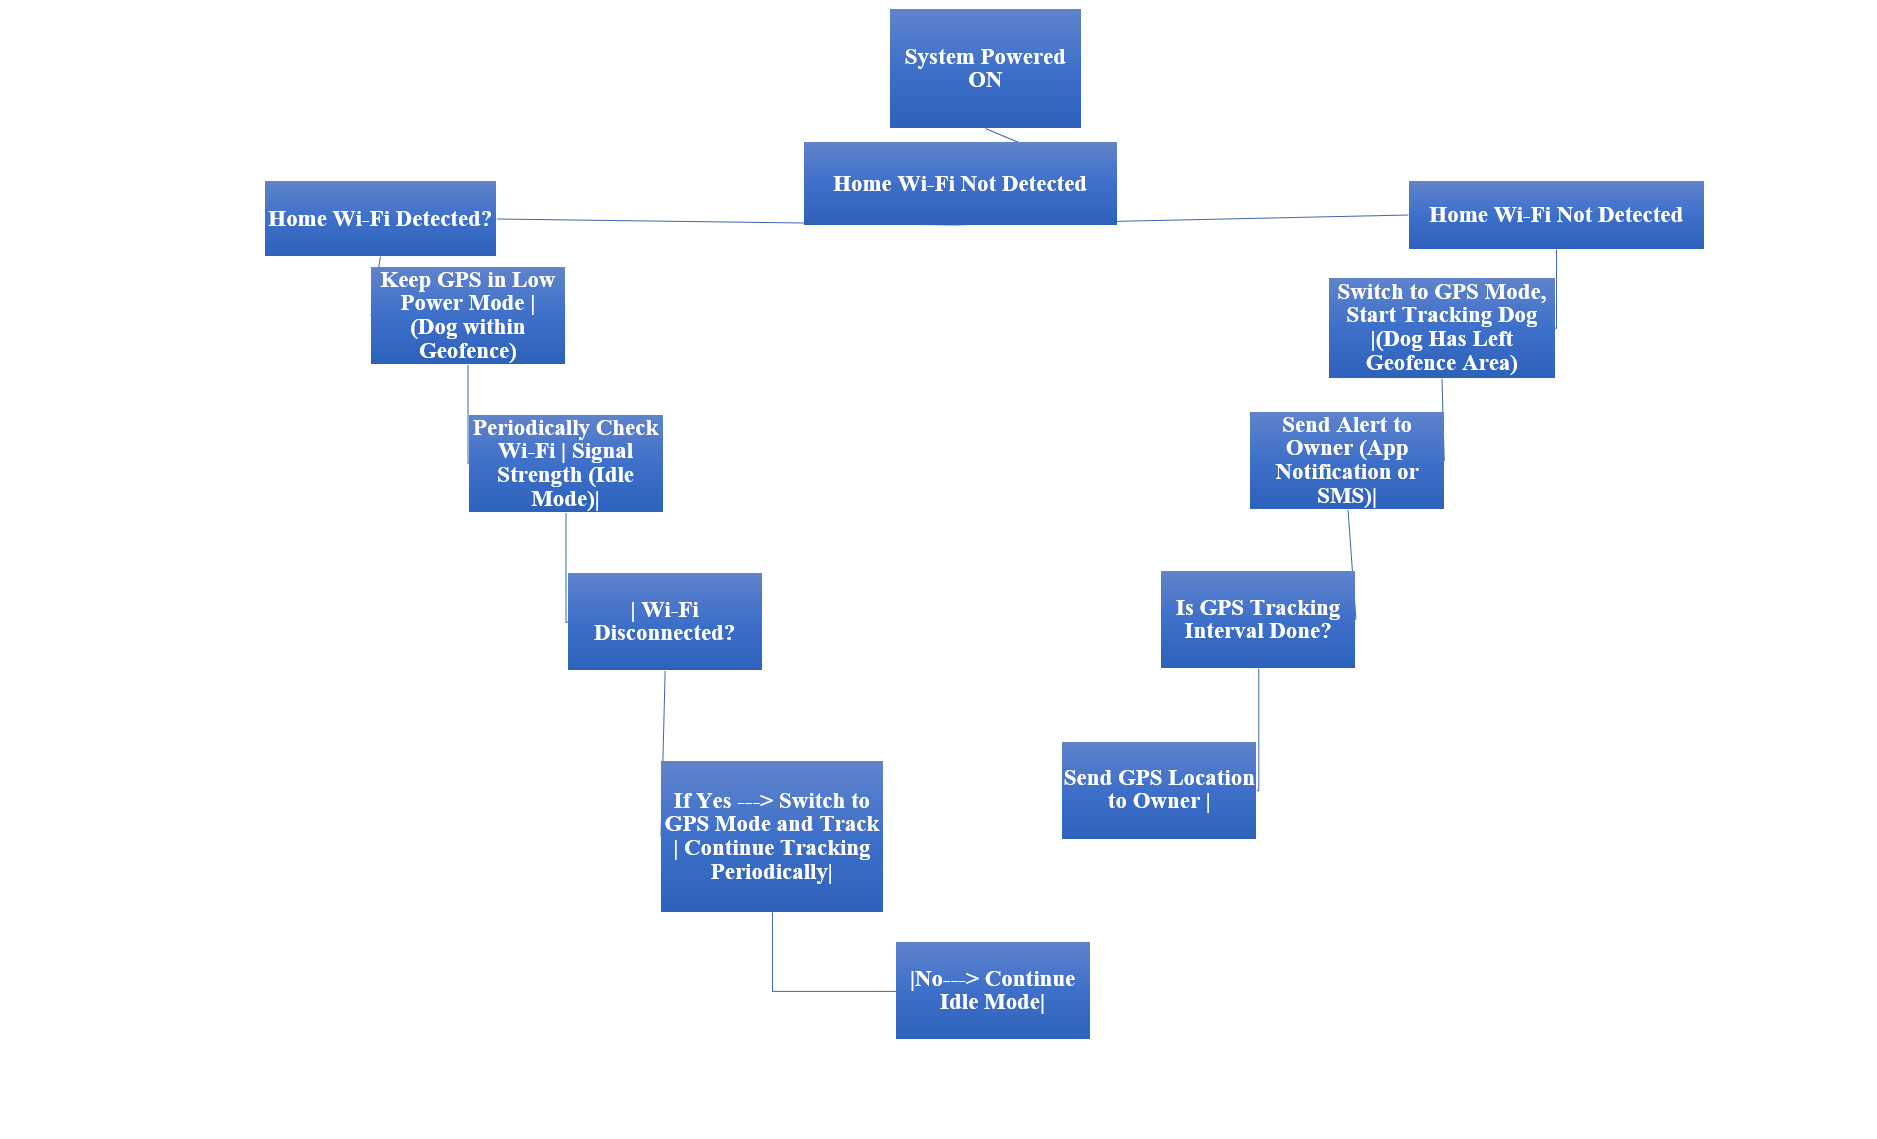 System Powered
ON
Home Wi-Fi Not Detected
Home Wi-Fi Detected?
Keep GPS in Low
Power Mode |
(Dog within
Geofence)
Periodically Check
Wi-Fi | Signal
Strength (Idle
Mode)|
| Wi-Fi
Disconnected?
If Yes ---> Switch to
GPS Mode and Track
| Continue Tracking
Periodically|
|No---> Continue
Idle Mode|
Home Wi-Fi Not Detected
Switch to GPS Mode,
Start Tracking Dog
|(Dog Has Left
Geofence Area)
Send Alert to
Owner (App
Notification or
SMS)|
Is GPS Tracking
Interval Done?
Send GPS Location
to Owner |